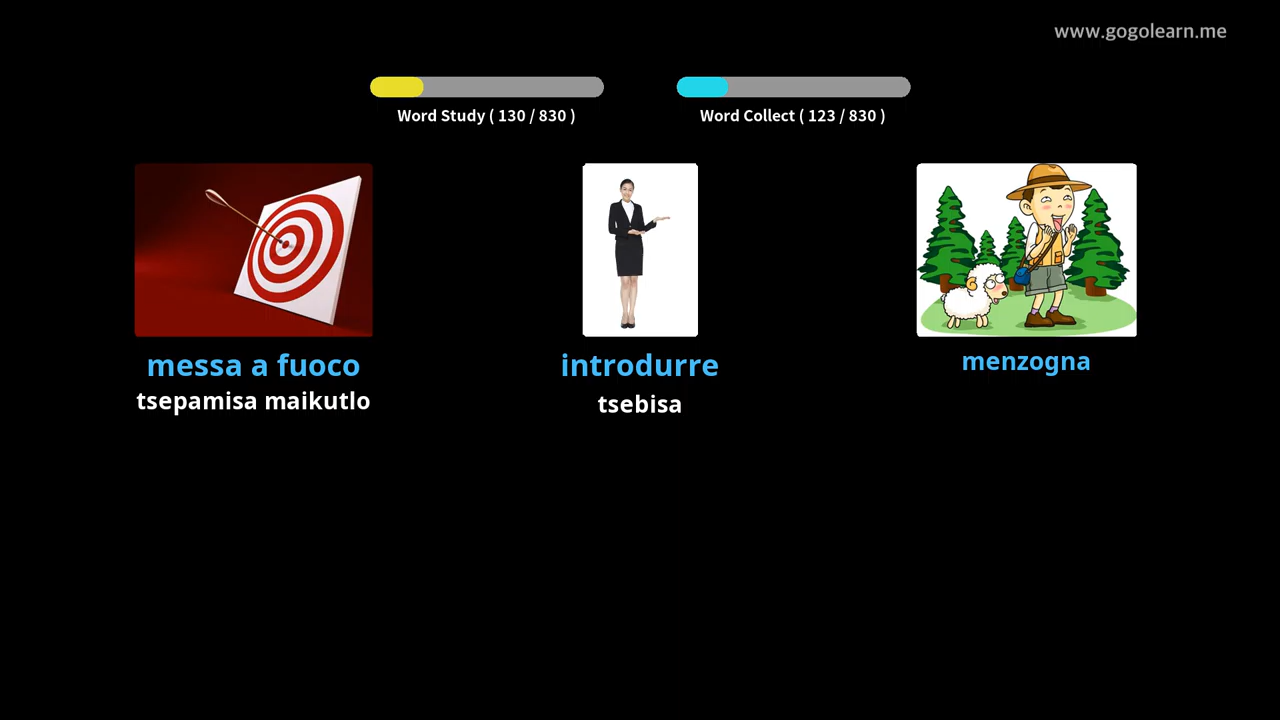 www.gogolearn.me
Word Study ( 130 / 830 )
Word Collect ( 123 / 830 )
messa a fuoco
introdurre
menzogna
tsepamisa maikutlo
tsebisa